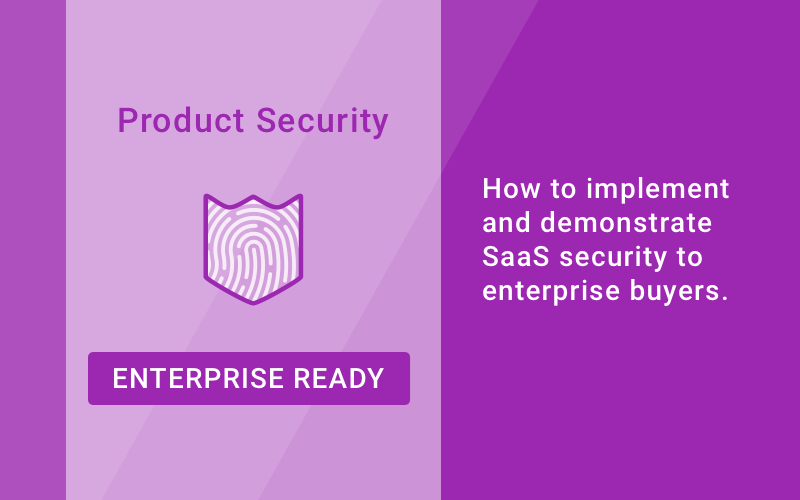 Product Security
ENTERPRISE READY
How to implement
and demonstrate
SaaS security to
enterprise buyers.